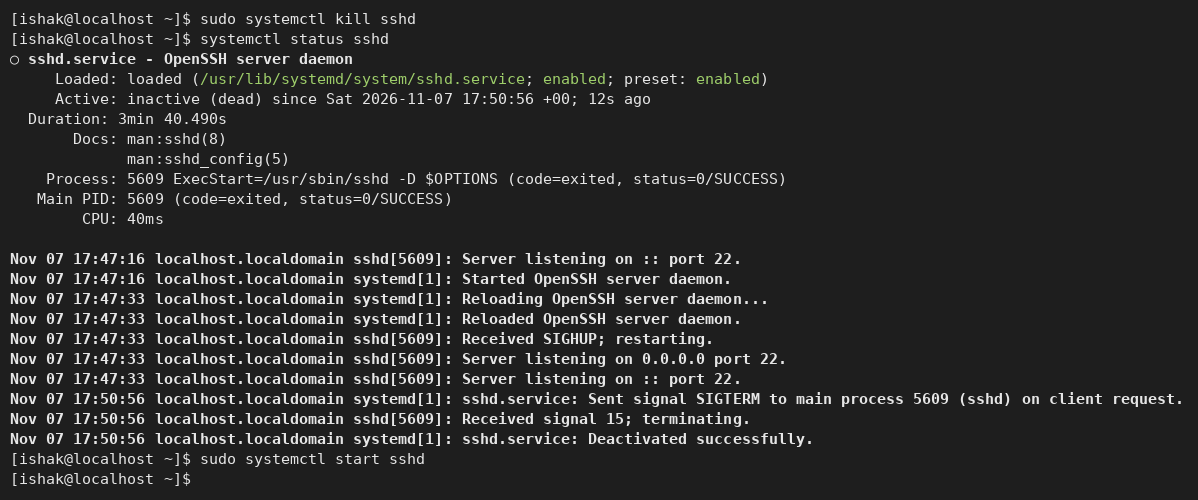 [ishak@localhost ~]$ sudo systemctl kill sshd
[ishak@localhost ~]$ systemctl status sshd
○ sshd.service - OpenSSH server daemon
     Loaded: loaded (/usr/lib/systemd/system/sshd.service; enabled; preset: enabled)
     Active: inactive (dead) since Sat 2026-11-07 17:50:56 +00; 12s ago
  Duration: 3min 40.490s
       Docs: man:sshd(8)
             man:sshd_config(5)
    Process: 5609 ExecStart=/usr/sbin/sshd -D $OPTIONS (code=exited, status=0/SUCCESS)
   Main PID: 5609 (code=exited, status=0/SUCCESS)
        CPU: 40ms

Nov 07 17:47:16 localhost.localdomain sshd[5609]: Server listening on :: port 22.
Nov 07 17:47:16 localhost.localdomain systemd[1]: Started OpenSSH server daemon.
Nov 07 17:47:33 localhost.localdomain systemd[1]: Reloading OpenSSH server daemon...
Nov 07 17:47:33 localhost.localdomain systemd[1]: Reloaded OpenSSH server daemon.
Nov 07 17:47:33 localhost.localdomain sshd[5609]: Received SIGHUP; restarting.
Nov 07 17:47:33 localhost.localdomain sshd[5609]: Server listening on 0.0.0.0 port 22.
Nov 07 17:47:33 localhost.localdomain sshd[5609]: Server listening on :: port 22.
Nov 07 17:50:56 localhost.localdomain systemd[1]: sshd.service: Sent signal SIGTERM to main process 5609 (sshd) on client request.
Nov 07 17:50:56 localhost.localdomain sshd[5609]: Received signal 15; terminating.
Nov 07 17:50:56 localhost.localdomain systemd[1]: sshd.service: Deactivated successfully.
[ishak@localhost ~]$ sudo systemctl start sshd
[ishak@localhost ~]$